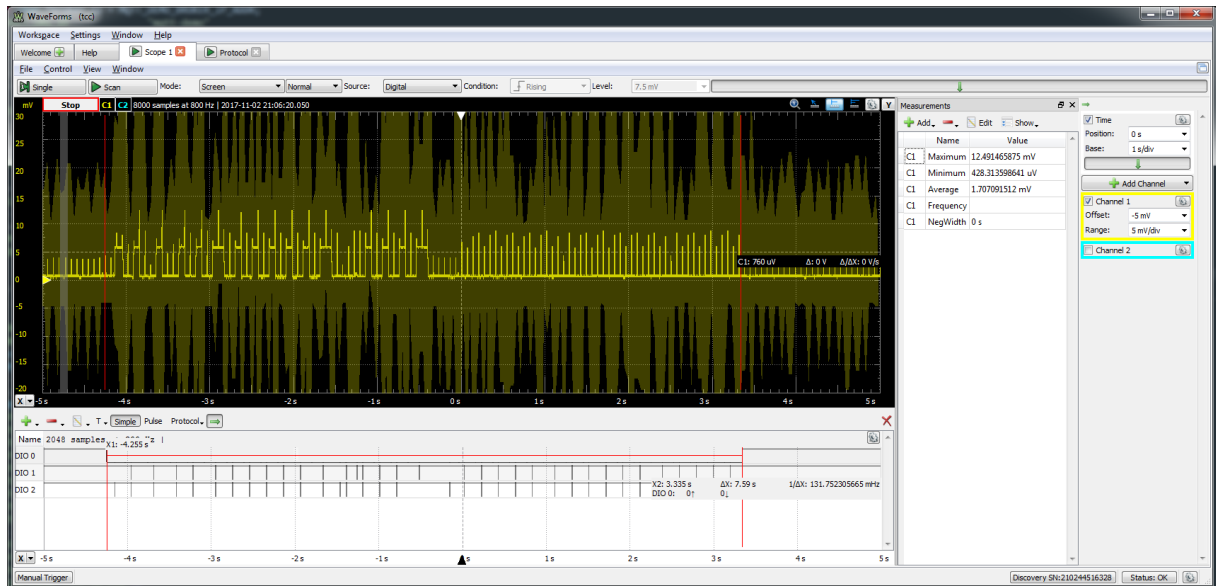 WaveForms (tcc)
Workspace Settings Window Help
Welcome Help Scope 1 Protocol
File Control View Window
Single Scan Mode: Screen Normal Source: Digital Condition: Rising Level: 7.5 mV
mV Stop C1 C2 8000 samples at 800 Hz | 2017-11-02 21:06:20.050 Y
30
25
20
15
10
5
0
-5
-10
-15
-20
C1: 760 uV Δ: 0 V Δ/ΔX: 0 V/s
X -5 s -4 s -3 s -2 s -1 s 0 s 1 s 2 s 3 s 4 s 5 s
Measurements
Add Edit Show
Name Value
C1 Maximum 12.491465875 mV
C1 Minimum 428.313598641 uV
C1 Average 1.707091512 mV
C1 Frequency
C1 NegWidth 0 s
Time
Position: 0 s
Base: 1 s/div
Add Channel
Channel 1
Offset: -5 mV
Range: 5 mV/div
Channel 2
T Simple Pulse Protocol
Name 2048 samples
X1: -4.255 s
DIO 0
DIO 1
DIO 2
X2: 3.335 s ΔX: 7.59 s 1/ΔX: 131.752305665 mHz
DIO 0: 0↑ 0↓
X -5 s -4 s -3 s -2 s -1 s 1 s 2 s 3 s 4 s 5 s
Manual Trigger Discovery SN:210244516328 Status: OK